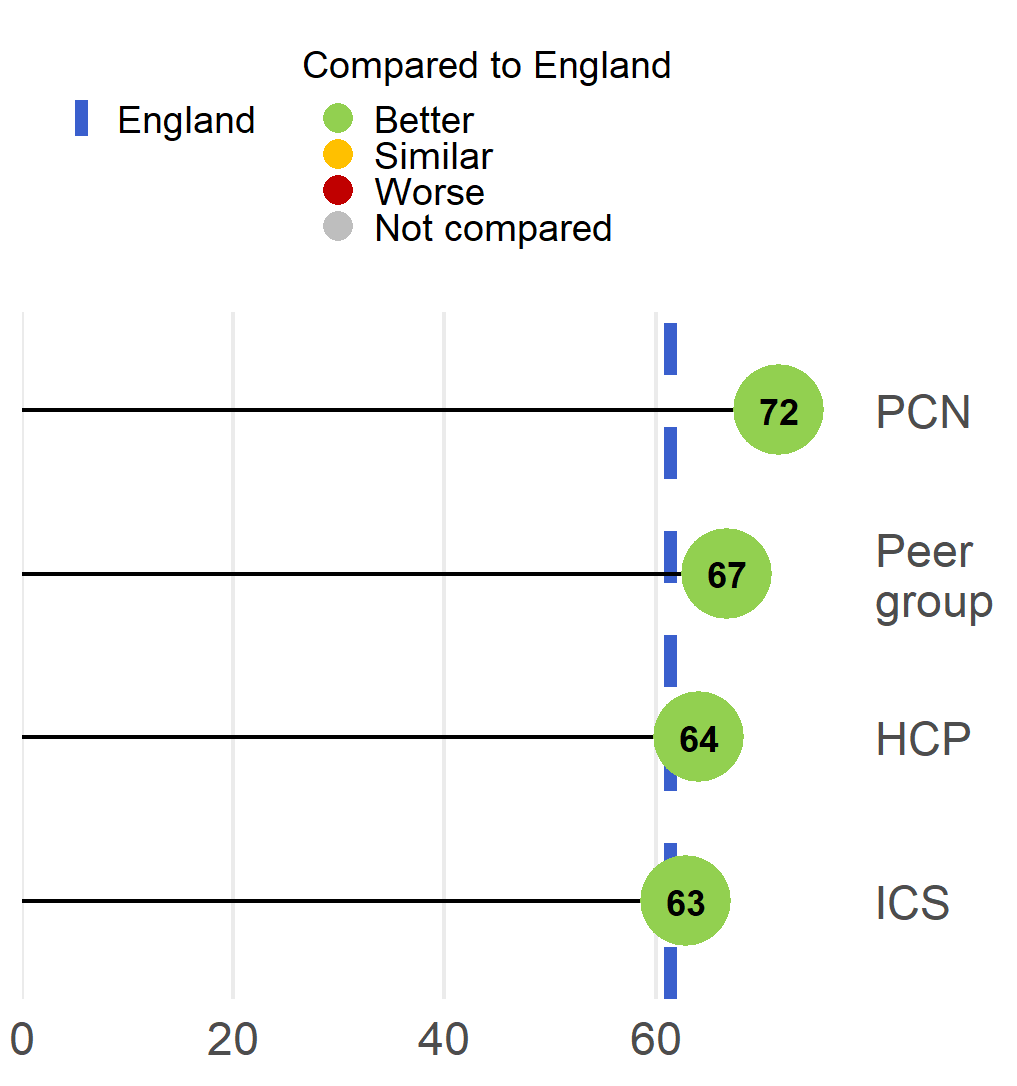 Compared to England
England
Better
Similar
Worse
Not compared
72
PCN
67
Peer
group
64
HCP
63
ICS
0 20 40 60